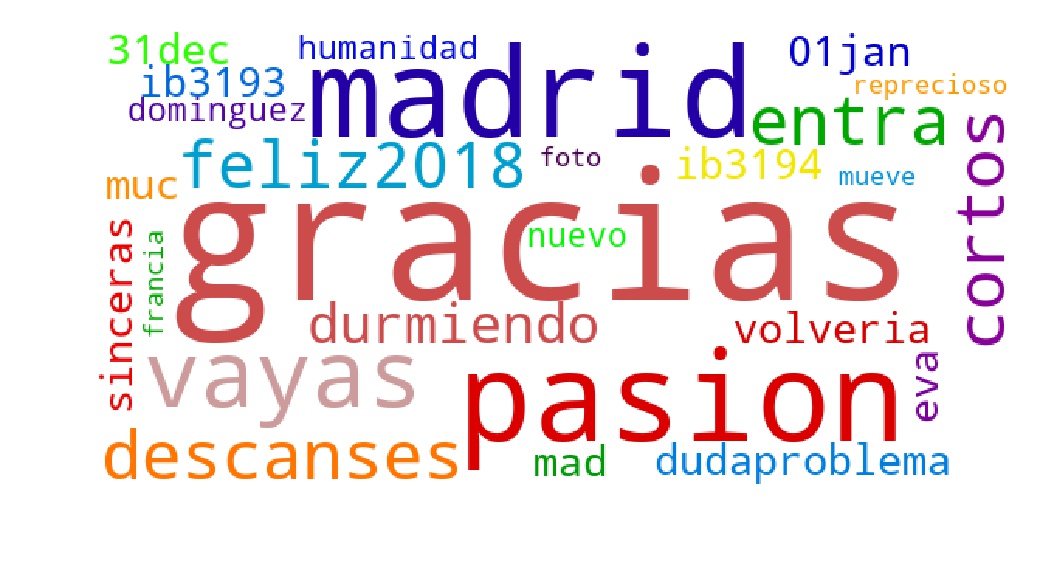 31dec
humanidad
madrid
01jan
ib3193
reprecioso
dominguez
entra
cortos
feliz2018
foto
ib3194
mueve
muc
gracias
nuevo
sinceras
francia
durmiendo
volveria
vayas
pasion
eva
descanses
mad
dudaproblema